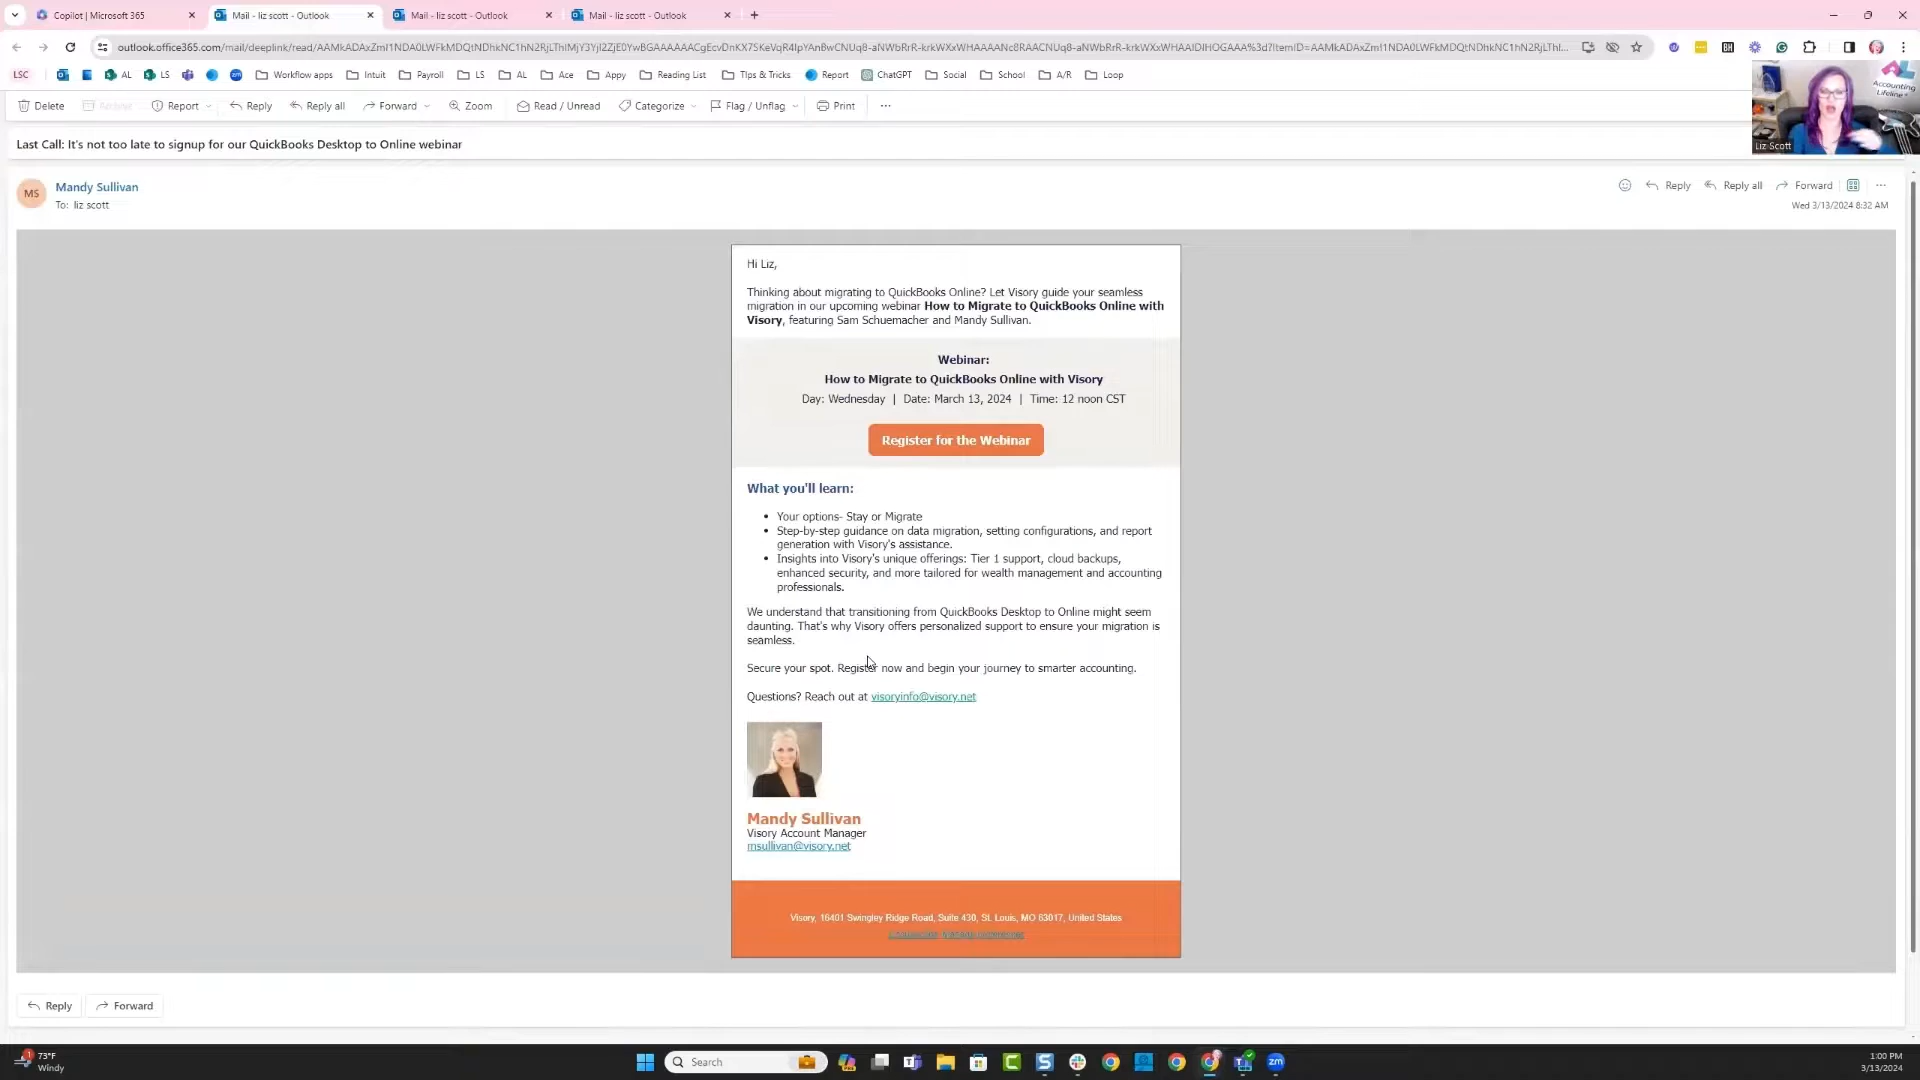 Copilot | Microsoft 365
Mail - liz scott - Outlook
Mail - liz scott - Outlook
Mail - liz scott - Outlook
LSC
AL
LS
Workflow apps
Intuit
Payroll
LS
AL
Ace
Appy
Reading List
Tips & Tricks
Report
ChatGPT
Social
School
A/R
Loop
Delete
Report
Reply
Reply all
Forward
Zoom
Read / Unread
Categorize
Flag / Unflag
Print
Accounting
Lifeline
Liz Scott
Last Call: It's not too late to signup for our QuickBooks Desktop to Online webinar
MS
Mandy Sullivan
To: liz scott
Reply
Reply all
Forward
Wed 3/13/2024 8:32 AM
Hi Liz,
Thinking about migrating to QuickBooks Online? Let Visory guide your seamless
migration in our upcoming webinar How to Migrate to QuickBooks Online with
Visory, featuring Sam Schuemacher and Mandy Sullivan.
Webinar:
How to Migrate to QuickBooks Online with Visory
Day: Wednesday | Date: March 13, 2024 | Time: 12 noon CST
Register for the Webinar
What you'll learn:
• Your options- Stay or Migrate
• Step-by-step guidance on data migration, setting configurations, and report
generation with Visory's assistance.
• Insights into Visory's unique offerings: Tier 1 support, cloud backups,
enhanced security, and more tailored for wealth management and accounting
professionals.
We understand that transitioning from QuickBooks Desktop to Online might seem
daunting. That's why Visory offers personalized support to ensure your migration is
seamless.
Secure your spot. Register now and begin your journey to smarter accounting.
Questions? Reach out at visoryinfo@visory.net
Mandy Sullivan
Visory Account Manager
msullivan@visory.net
Visory, 16401 Swingley Ridge Road, Suite 430, St. Louis, MO 63017, United States
Reply
Forward
1
73°F
Windy
Search
zm
1:00 PM
3/13/2024